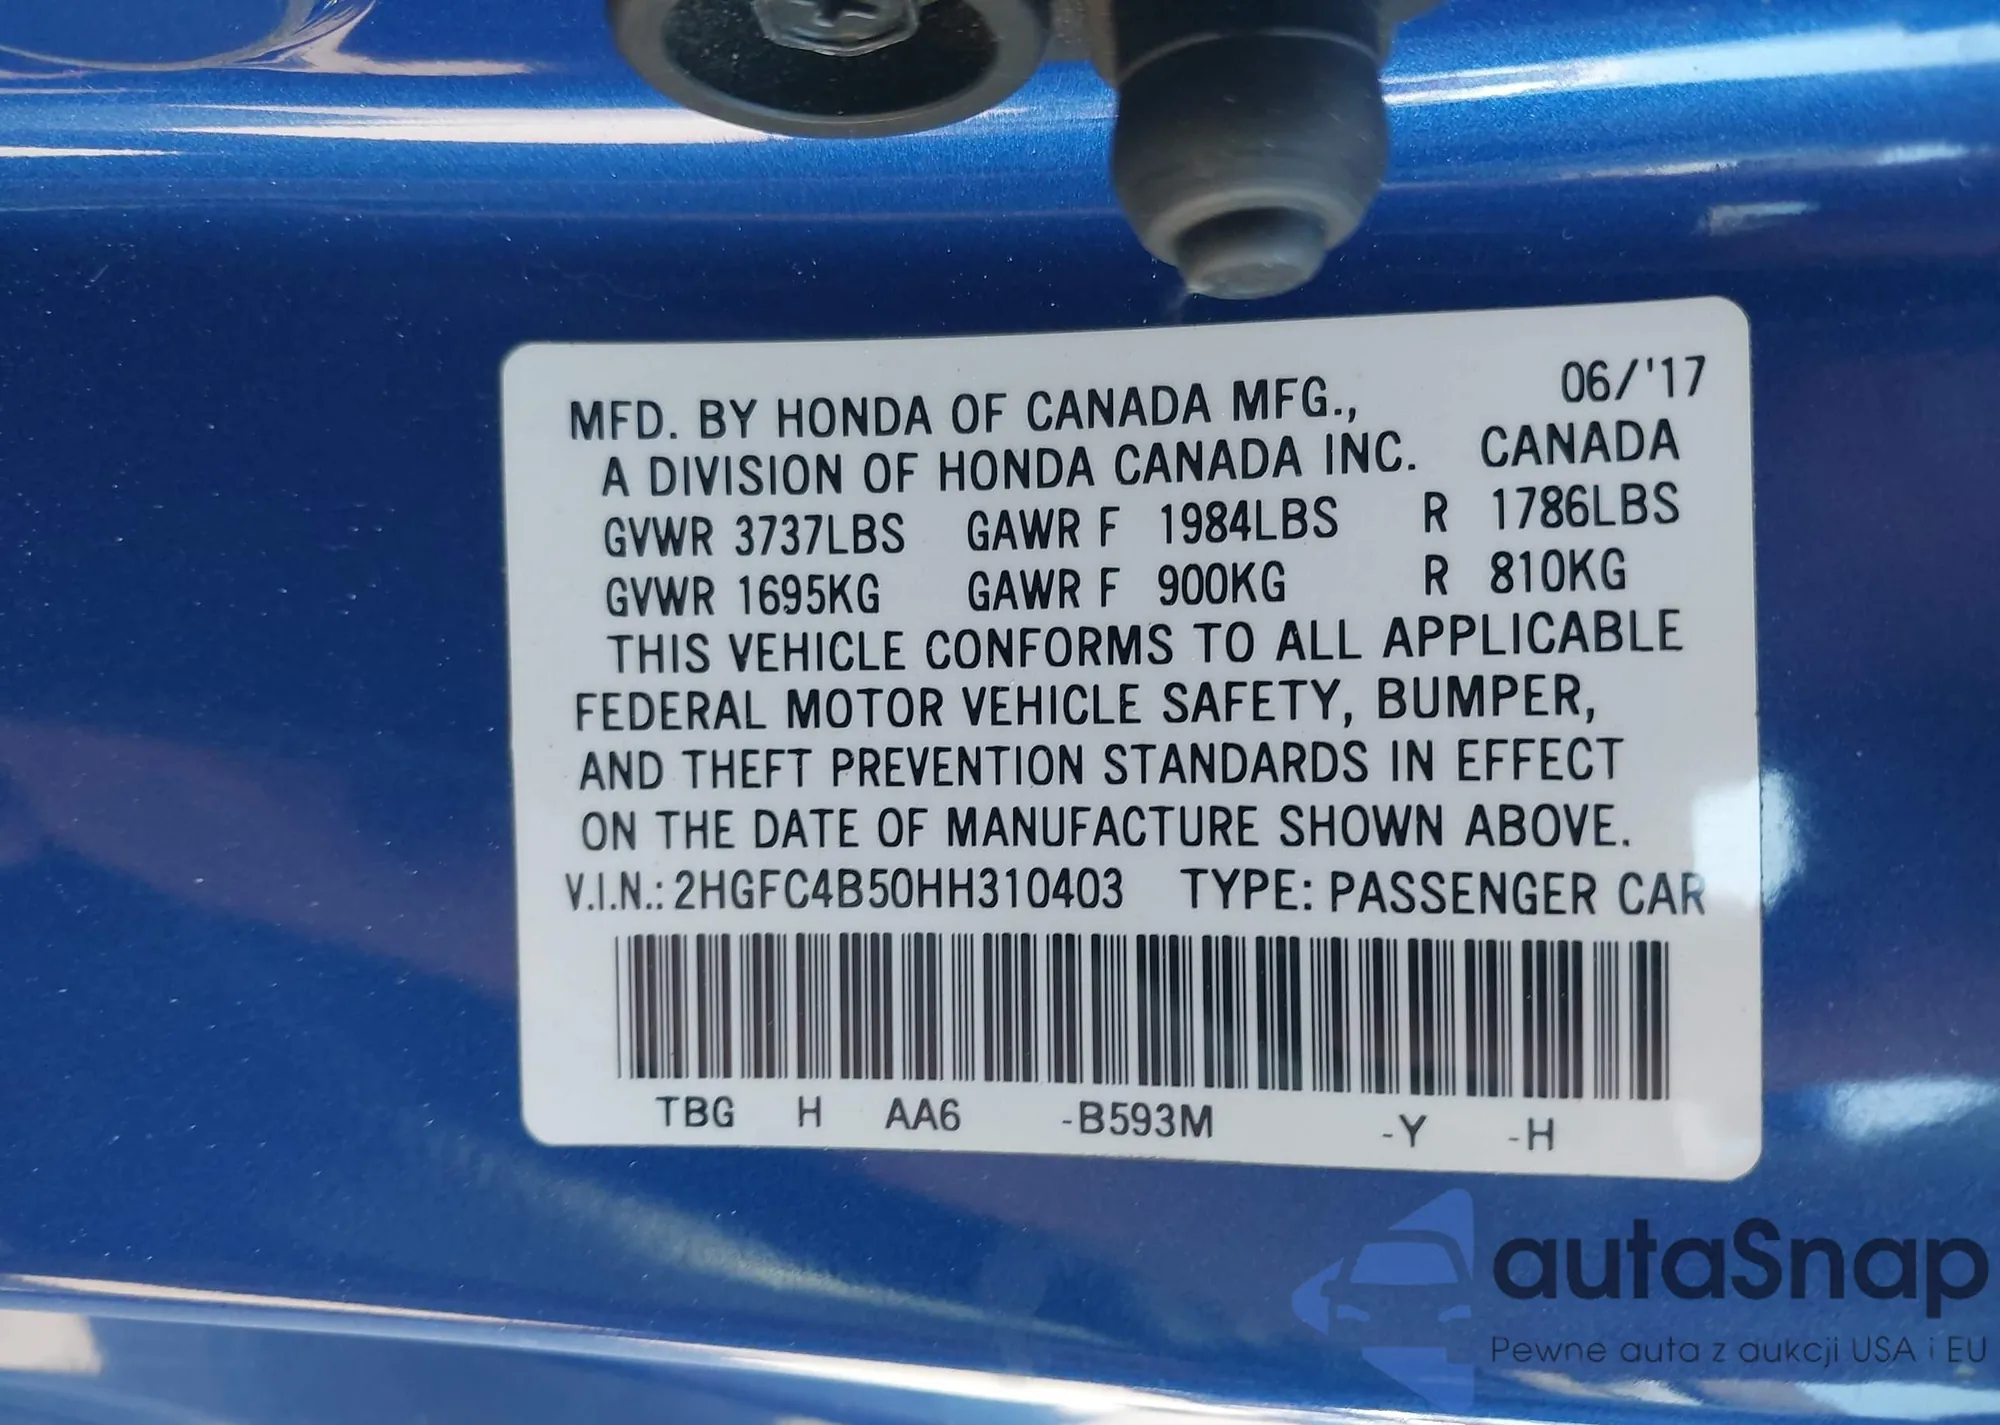 06/'17
MFD. BY HONDA OF CANADA MFG.,
A DIVISION OF HONDA CANADA INC. CANADA
GVWR 3737LBS GAWR F 1984LBS R 1786LBS
GVWR 1695KG GAWR F 900KG R 810KG
THIS VEHICLE CONFORMS TO ALL APPLICABLE
FEDERAL MOTOR VEHICLE SAFETY, BUMPER,
AND THEFT PREVENTION STANDARDS IN EFFECT
ON THE DATE OF MANUFACTURE SHOWN ABOVE.
V.I.N.: 2HGFC4B50HH310403 TYPE: PASSENGER CAR
TBG H AA6 -B593M -Y -H
autaSnap
Pewne auta z aukcji USA i EU